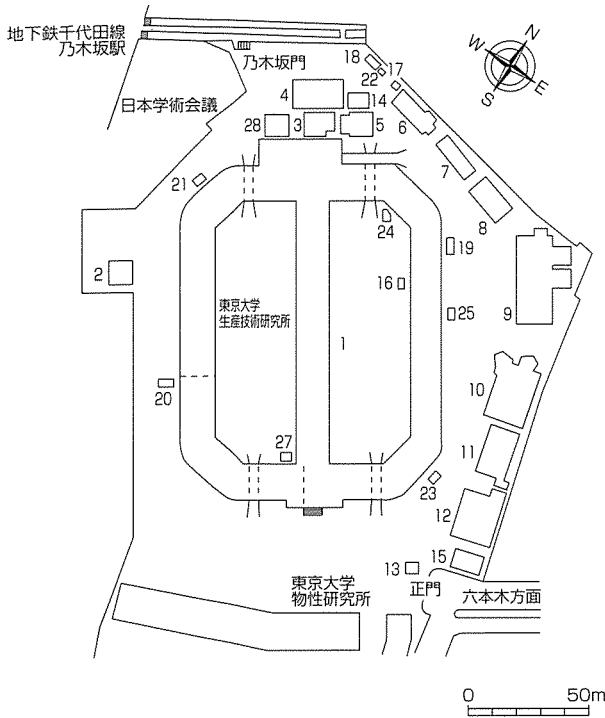 地下鉄千代田線
乃木坂駅
乃木坂門
日本学術会議
N
W
E
S
18
22
17
4
14
6
28
3
5
7
21
8
24
19
2
16
9
東京大学
生産技術研究所
1
25
20
10
27
11
23
12
13
15
東京大学
物性研究所
正門
六本木方面
0
50m